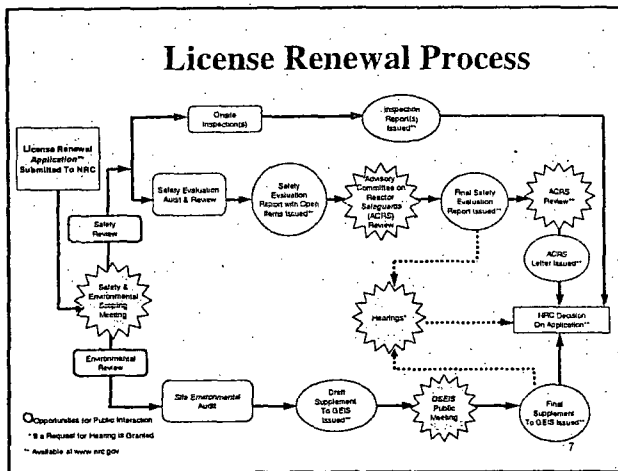 License Renewal Process
License Renewal
Application**
Submitted To NRC
Onsite
Inspection(s)
Inspection
Report(s)
Issued**
Safety Evaluation
Audit & Review
Safety
Evaluation
Report with Open
Items Issued**
Advisory
Committee on
Reactor
Safeguards
(ACRS)
Review
Final Safety
Evaluation
Report Issued**
ACRS
Review**
Safety
Review
ACRS
Letter Issued**
Safety &
Environmental
Scoping
Meeting
Hearings*
NRC Decision
On Application**
Environmental
Review
Site Environmental
Audit
Draft
Supplement
To GEIS
Issued**
DSEIS
Public
Meeting
Final
Supplement
To GEIS Issued**
Opportunities for Public Interaction
* If a Request for Hearing is Granted
** Available at www.nrc.gov
7